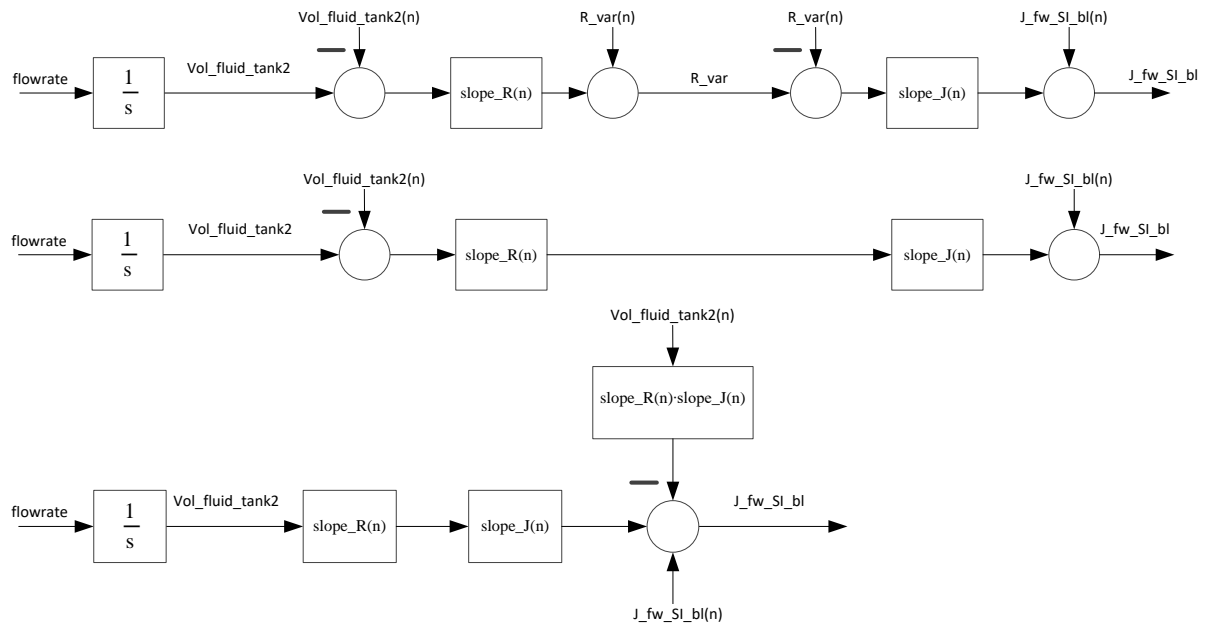 Vol_fluid_tank2(n)
R_var(n)
R_var(n)
J_fw_SI_bl(n)
flowrate
1
s
Vol_fluid_tank2
slope_R(n)
R_var
slope_J(n)
J_fw_SI_bl
Vol_fluid_tank2(n)
J_fw_SI_bl(n)
flowrate
1
s
Vol_fluid_tank2
slope_R(n)
slope_J(n)
J_fw_SI_bl
Vol_fluid_tank2(n)
slope_R(n)·slope_J(n)
flowrate
1
s
Vol_fluid_tank2
slope_R(n)
slope_J(n)
J_fw_SI_bl
J_fw_SI_bl(n)